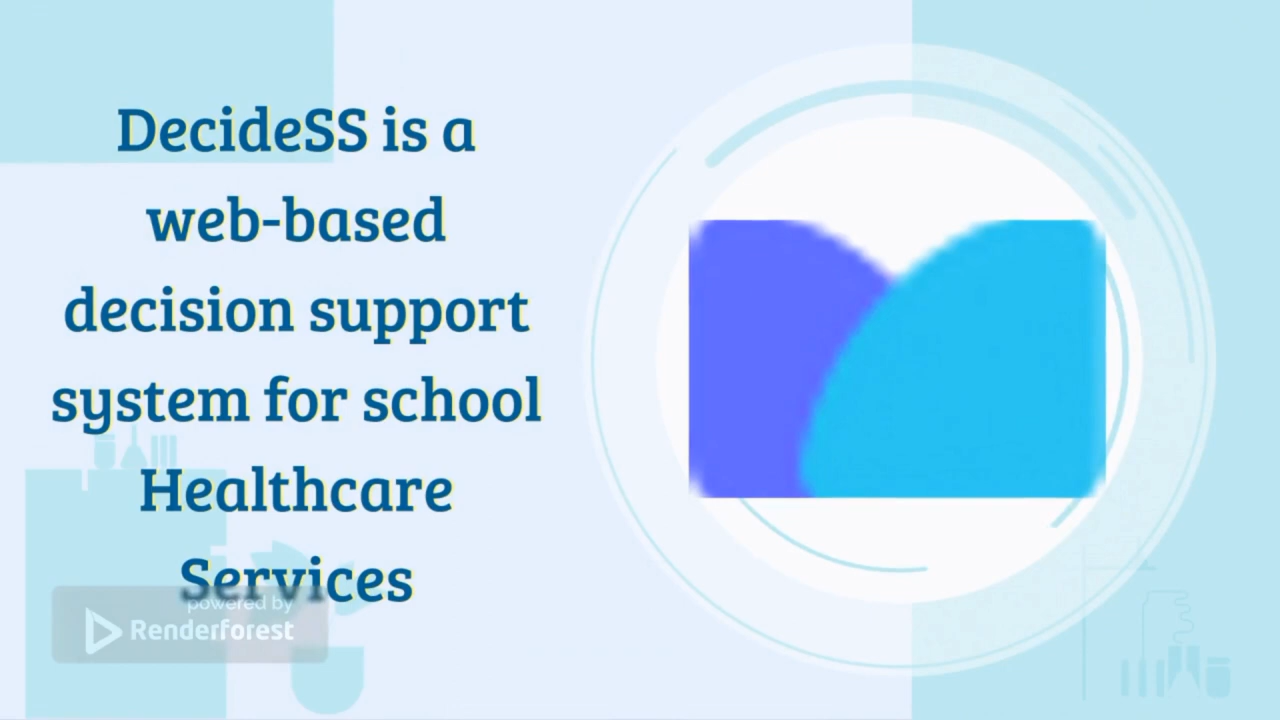 DecideSS is a
web-based
decision support
system for school
Healthcare
Services
powered by
Renderforest